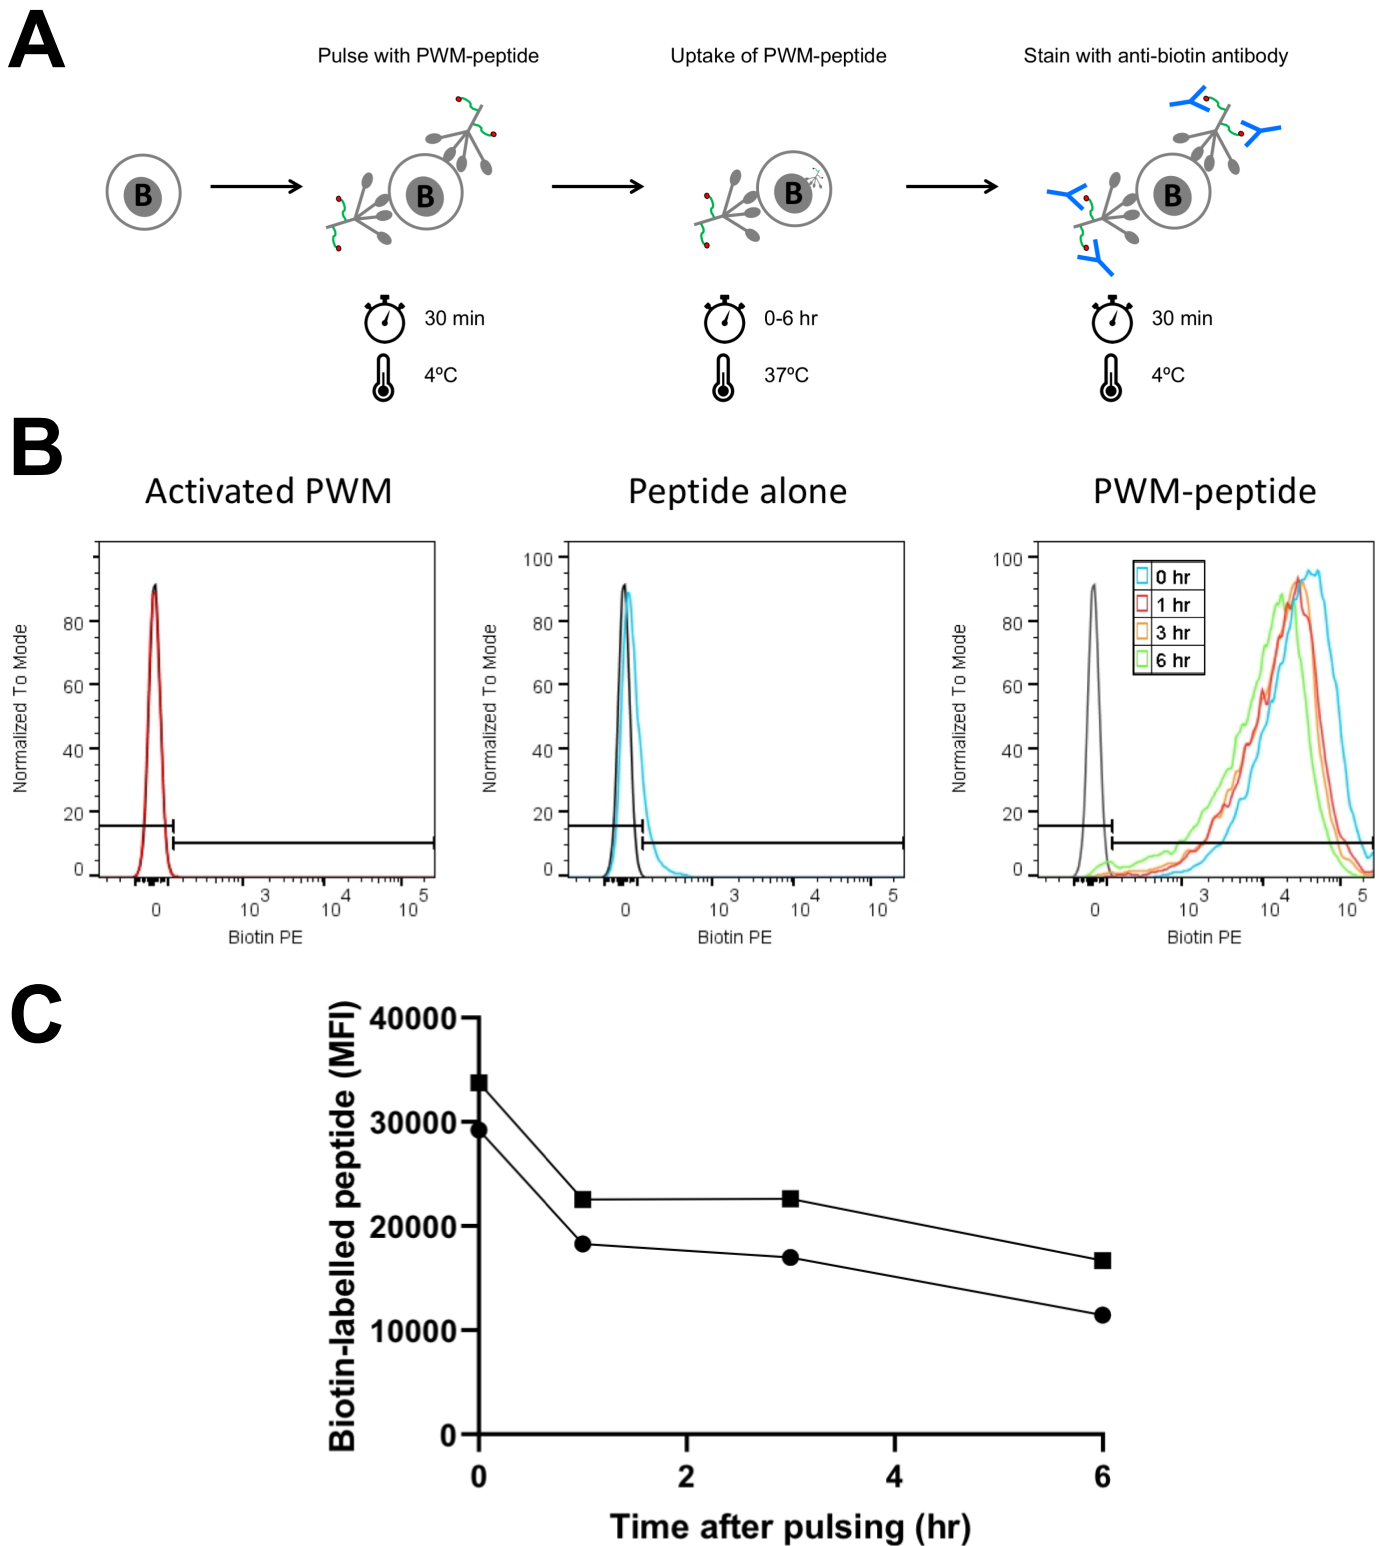 A
Pulse with PWM-peptide
Uptake of PWM-peptide
Stain with anti-biotin antibody
B
B
B
B
30 min
0-6 hr
30 min
4ºC
37ºC
4ºC
B
Activated PWM
Peptide alone
PWM-peptide
Normalized To Mode
80
60
40
20
0
0
10^3
10^4
10^5
Biotin PE
Normalized To Mode
100
80
60
40
20
0
0
10^3
10^4
10^5
Biotin PE
Normalized To Mode
100
80
60
40
20
0
0 hr
1 hr
3 hr
6 hr
0
10^3
10^4
10^5
Biotin PE
C
Biotin-labelled peptide (MFI)
40000
30000
20000
10000
0
0
2
4
6
Time after pulsing (hr)